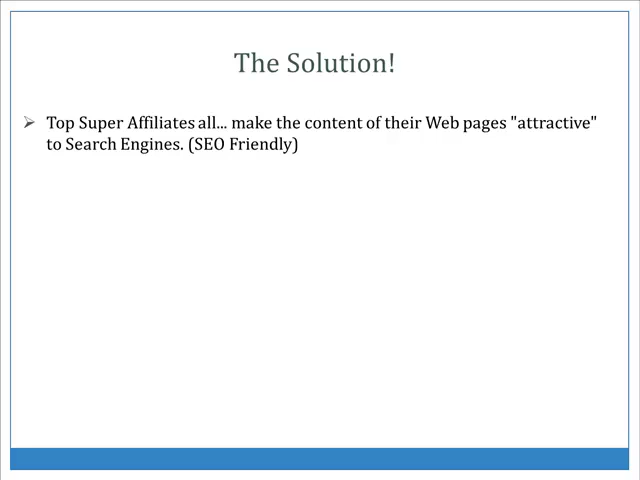 The Solution!
Top Super Affiliates all... make the content of their Web pages "attractive"
to Search Engines. (SEO Friendly)